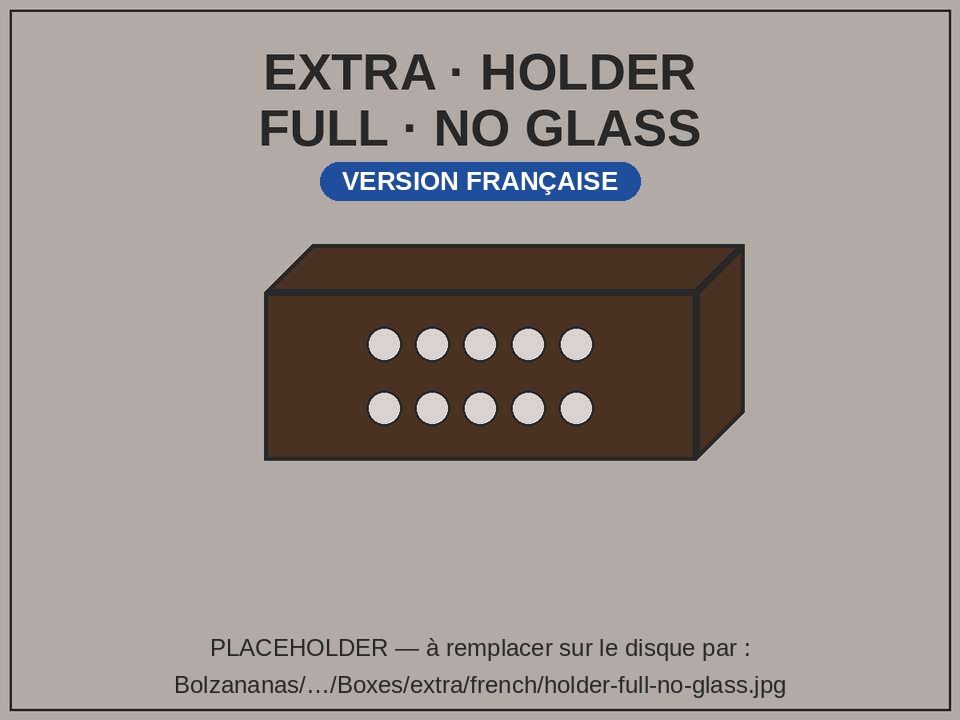 EXTRA · HOLDER
FULL · NO GLASS
VERSION FRANÇAISE
PLACEHOLDER — à remplacer sur le disque par :
Bolzananas/…/Boxes/extra/french/holder-full-no-glass.jpg